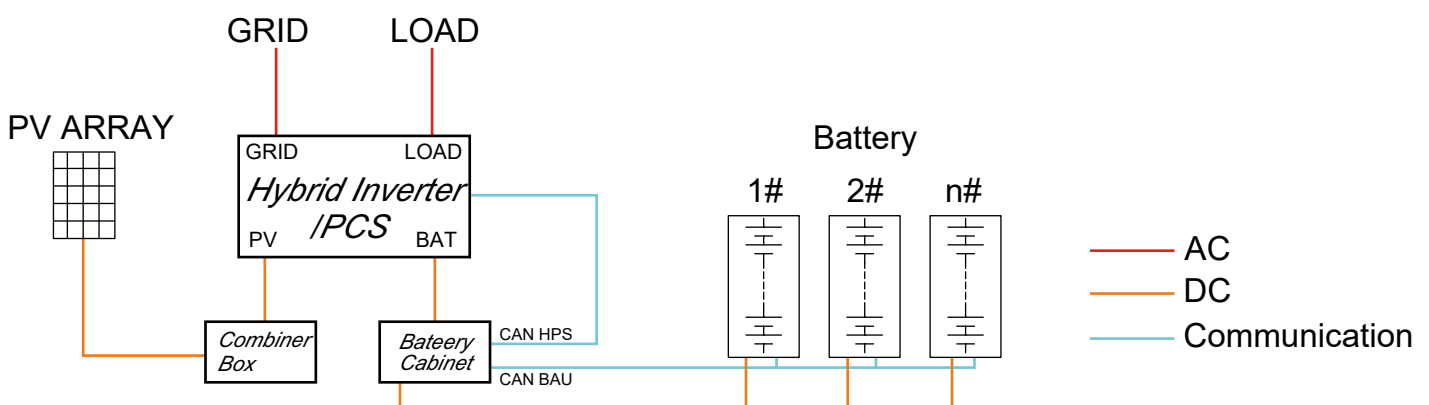 GRID LOAD
PV ARRAY
GRID LOAD
Hybrid Inverter
/PCS
PV BAT
Combiner
Box
Bateery
Cabinet
CAN HPS
CAN BAU
Battery
1# 2# n#
AC
DC
Communication